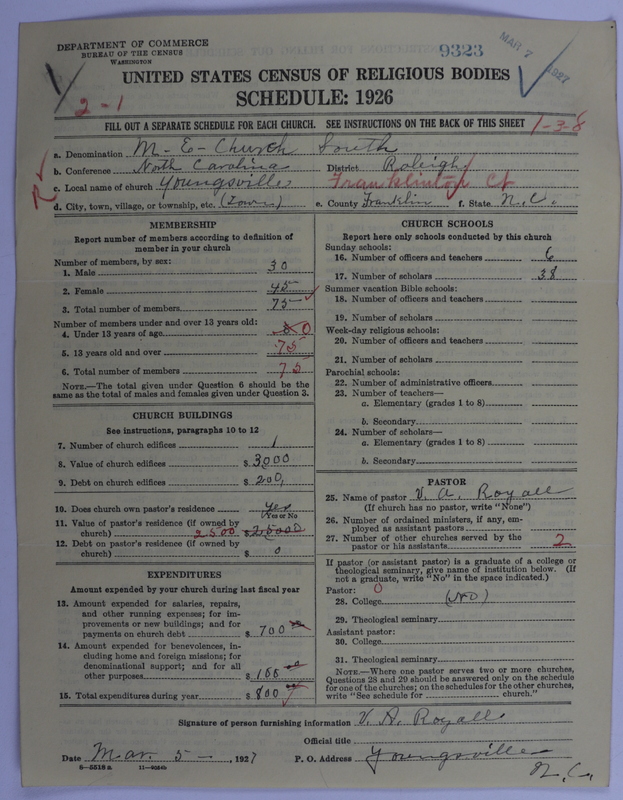 DEPARTMENT OF COMMERCE
BUREAU OF THE CENSUS
WASHINGTON
9323
MAR 7 1927
UNITED STATES CENSUS OF RELIGIOUS BODIES
SCHEDULE: 1926
2-1
FILL OUT A SEPARATE SCHEDULE FOR EACH CHURCH. SEE INSTRUCTIONS ON THE BACK OF THIS SHEET
1-3-8
a. Denomination M-E-Church South
b. Conference North Carolina District Raleigh
c. Local name of church Youngsville Franklinton Ct
d. City, town, village, or township, etc. (Town) e. County Franklin f. State N.C.
MEMBERSHIP
Report number of members according to definition of member in your church
Number of members, by sex:
1. Male 30
2. Female 45
3. Total number of members 75
Number of members under and over 13 years old:
4. Under 13 years of age 0
5. 13 years old and over 75
6. Total number of members 75
NOTE.—The total given under Question 6 should be the
same as the total of males and females given under Question 3.
CHURCH BUILDINGS
See instructions, paragraphs 10 to 12
7. Number of church edifices 1
8. Value of church edifices $3000
9. Debt on church edifices $200
10. Does church own pastor's residence Yes
(Yes or No
11. Value of pastor's residence (if owned by
church) 2500 $25000
12. Debt on pastor's residence (if owned by
church) $ 0
EXPENDITURES
Amount expended by your church during last fiscal year
13. Amount expended for salaries, repairs,
and other running expenses; for im-
provements or new buildings; and for
payments on church debt $ 700
14. Amount expended for benevolences, in-
cluding home and foreign missions; for
denominational support; and for all
other purposes $ 100
15. Total expenditures during year $ 800
CHURCH SCHOOLS
Report here only schools conducted by this church
Sunday schools:
16. Number of officers and teachers 6
17. Number of scholars 38
Summer vacation Bible schools:
18. Number of officers and teachers
19. Number of scholars
Week-day religious schools:
20. Number of officers and teachers
21. Number of scholars
Parochial schools:
22. Number of administrative officers
23. Number of teachers—
a. Elementary (grades 1 to 8)
b. Secondary
24. Number of scholars—
a. Elementary (grades 1 to 8)
b. Secondary
PASTOR
25. Name of pastor V. A. Royall
(If church has no pastor, write "None")
26. Number of ordained ministers, if any, em-
ployed as assistant pastors
27. Number of other churches served by the
pastor or his assistants 2
If pastor (or assistant pastor) is a graduate of a college or
theological seminary, give name of institution below. (If
not a graduate, write "No" in the space indicated.)
Pastor: 0
28. College (No)
29. Theological seminary
Assistant pastor:
30. College
31. Theological seminary
NOTE.—Where one pastor serves two or more churches,
Questions 28 and 29 should be answered only on the schedule
for one of the churches; on the schedules for the other churches,
write "See schedule for church."
Signature of person furnishing information V. A. Royall
Official title
Date Mar. 5-, 1927 P. O. Address Youngsville
N.C.
8-5518a 11-9564b